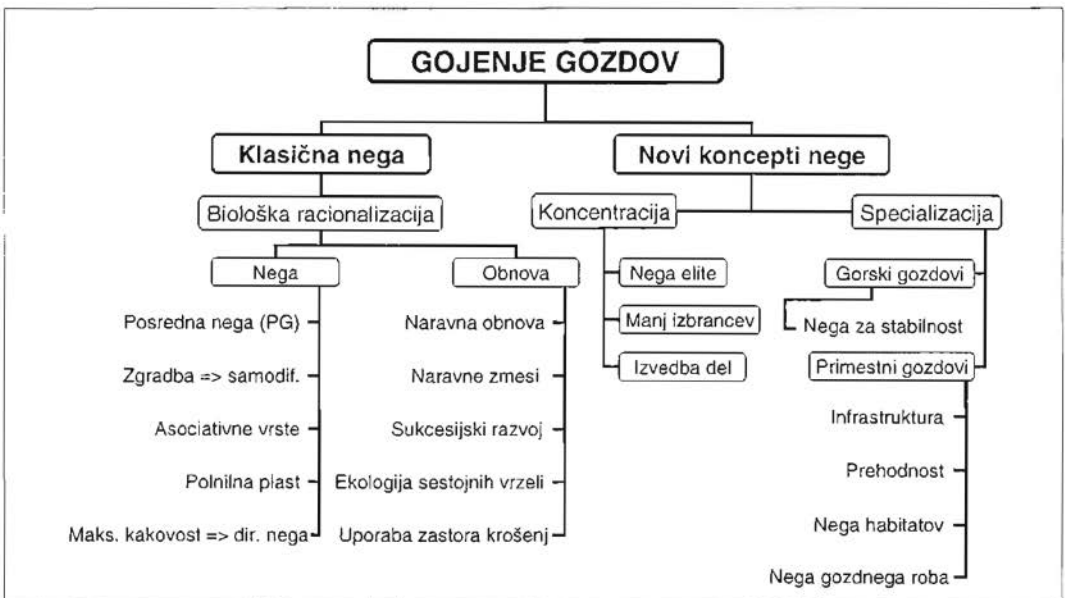 GOJENJE GOZDOV
Klasična nega
Novi koncepti nege
Biološka racionalizacija
Koncentracija
Specializacija
Nega
Obnova
Nega elite
Gorski gozdovi
Posredna nega (PG)
Naravna obnova
Manj izbrancev
Nega za stabilnost
Zgradba => samodif.
Naravne zmesi
Izvedba del
Primestni gozdovi
Asociativne vrste
Sukcesijski razvoj
Infrastruktura
Polnilna plast
Ekologija sestojnih vrzeli
Prehodnost
Maks. kakovost => dir. nega
Uporaba zastora krošenj
Nega habitatov
Nega gozdnega roba